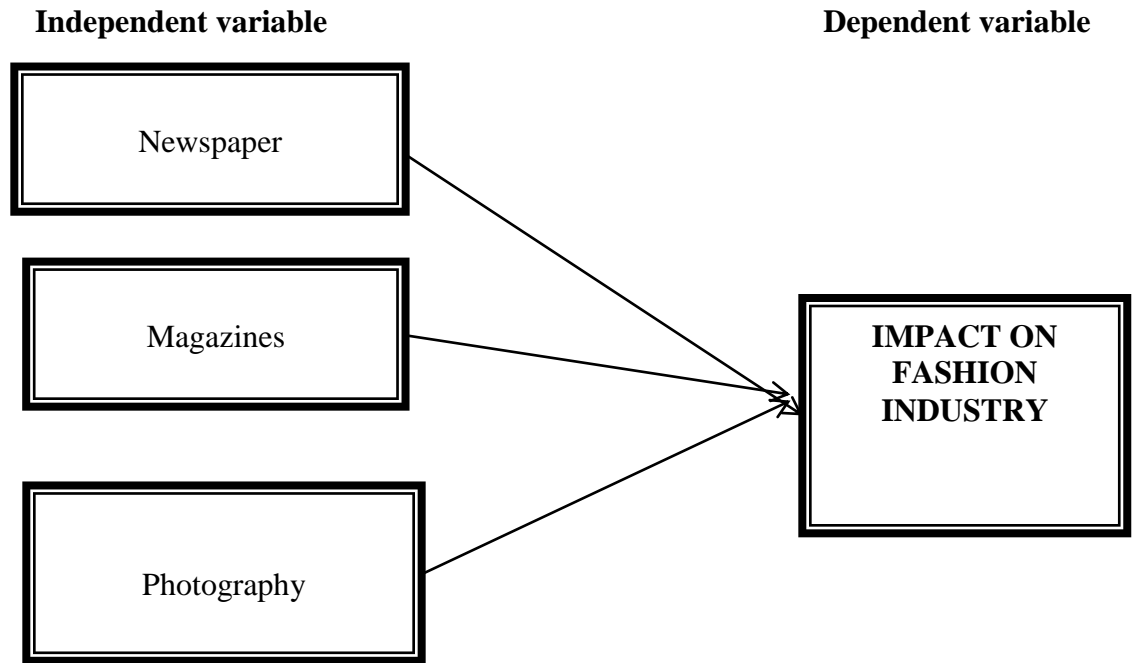 Independent variable
Dependent variable
Newspaper
Magazines
IMPACT ON
FASHION
INDUSTRY
Photography